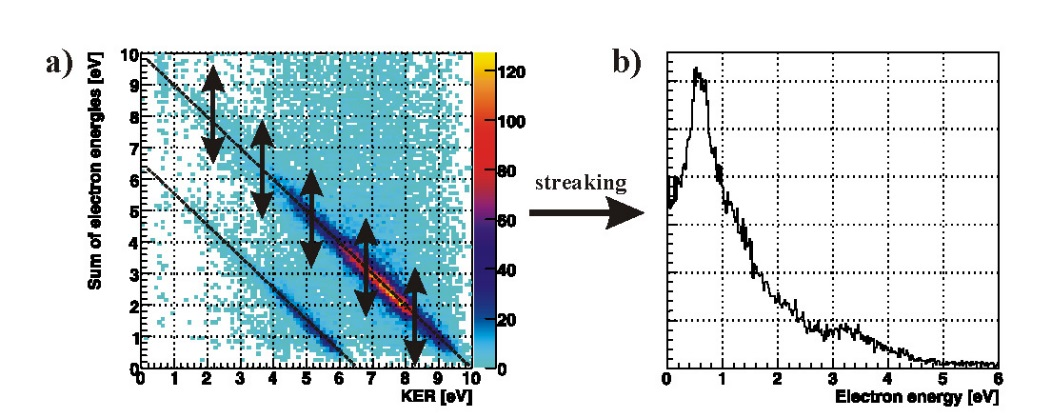 a)
Sum of electron energies [eV]
10
9
8
7
6
5
4
3
2
1
0
0 1 2 3 4 5 6 7 8 9 10
KER [eV]
120
100
80
60
40
20
0
streaking
b)
0 1 2 3 4 5 6
Electron energy [eV]